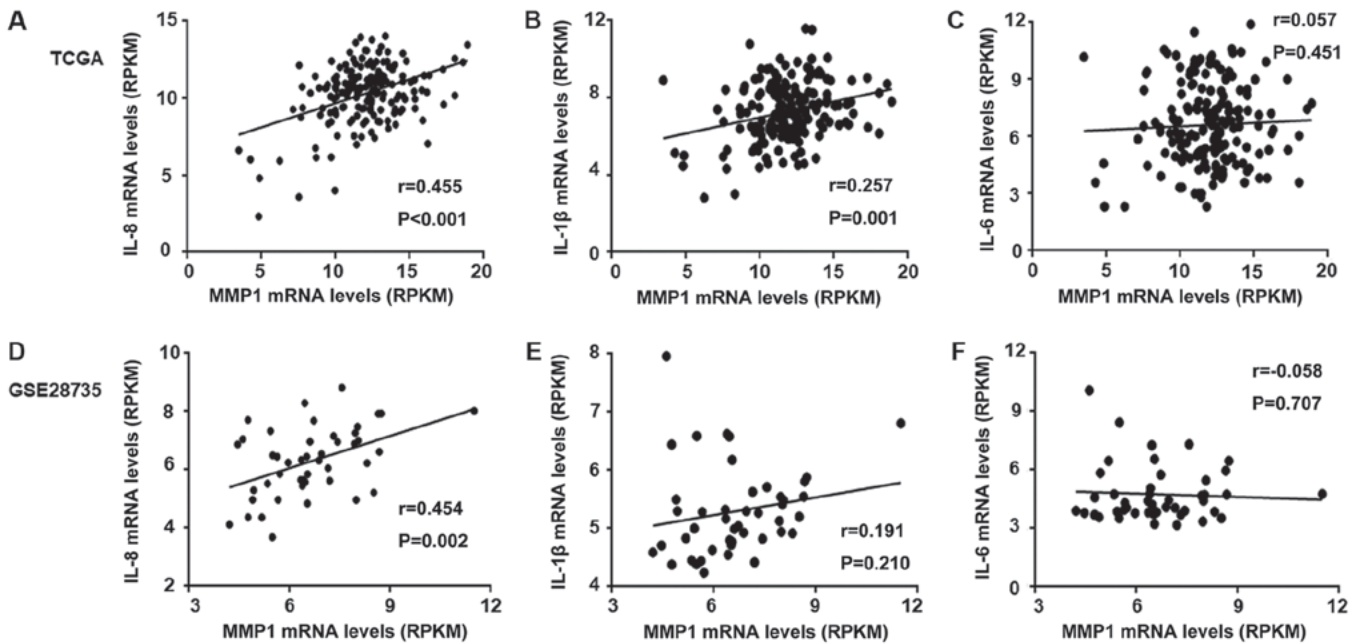 A
TCGA
IL-8 mRNA levels (RPKM)
15
10
5
0
0
5
10
15
20
r=0.455
P<0.001
MMP1 mRNA levels (RPKM)
B
IL-1β mRNA levels (RPKM)
12
8
4
0
0
5
10
15
20
r=0.257
P=0.001
MMP1 mRNA levels (RPKM)
C
IL-6 mRNA levels (RPKM)
12
9
6
3
0
0
5
10
15
20
r=0.057
P=0.451
MMP1 mRNA levels (RPKM)
D
GSE28735
IL-8 mRNA levels (RPKM)
10
8
6
4
2
3
6
9
12
r=0.454
P=0.002
MMP1 mRNA levels (RPKM)
E
IL-1β mRNA levels (RPKM)
8
7
6
5
4
3
6
9
12
r=0.191
P=0.210
MMP1 mRNA levels (RPKM)
F
IL-6 mRNA levels (RPKM)
12
9
6
3
0
3
6
9
12
r=-0.058
P=0.707
MMP1 mRNA levels (RPKM)